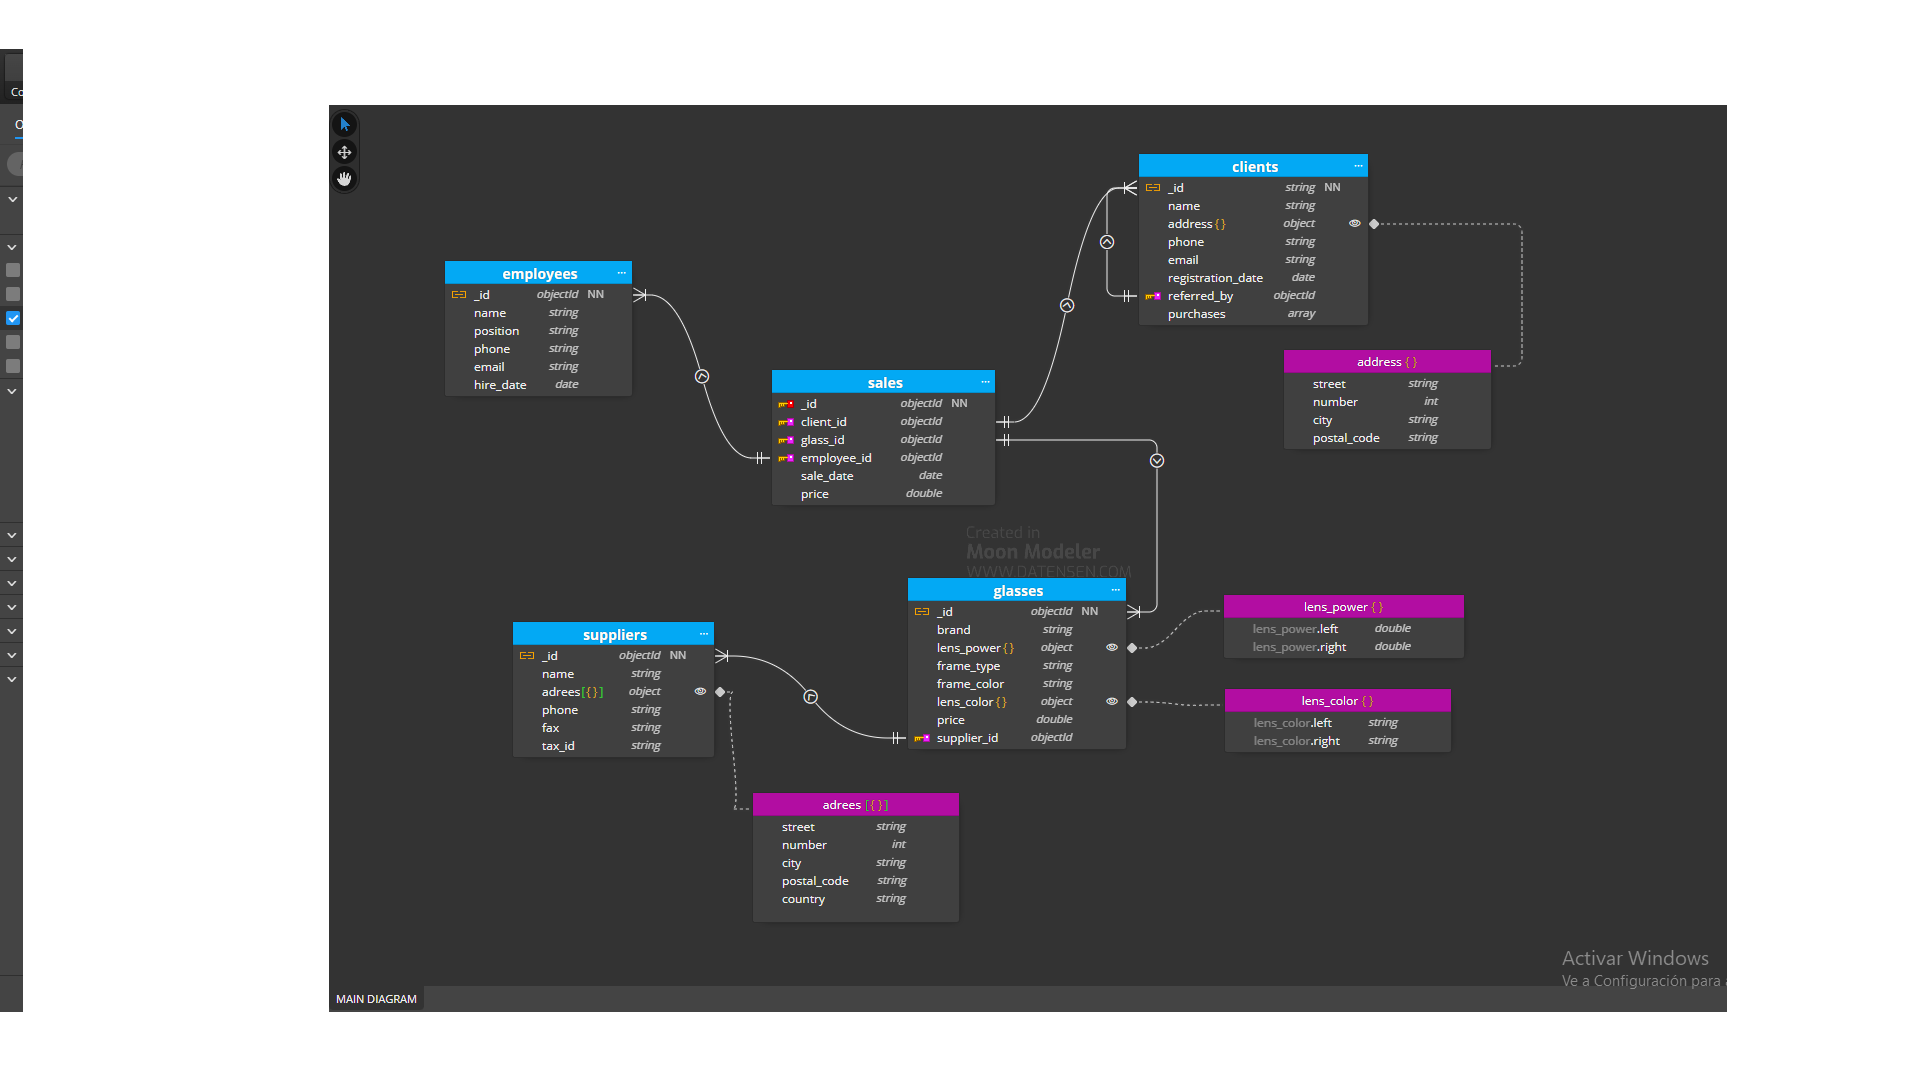 Co
O
clients ...
_id string NN
name string
address{} object
phone string
email string
registration_date date
referred_by objectId
purchases array
employees ...
_id objectId NN
name string
position string
phone string
email string
hire_date date
address {}
street string
number int
city string
postal_code string
sales ...
_id objectId NN
client_id objectId
glass_id objectId
employee_id objectId
sale_date date
price double
Created in
Moon Modeler
WWW.DATENSEN.COM
glasses ...
_id objectId NN
brand string
lens_power{} object
frame_type string
frame_color string
lens_color{} object
price double
supplier_id objectId
lens_power {}
lens_power.left double
lens_power.right double
lens_color {}
lens_color.left string
lens_color.right string
suppliers ...
_id objectId NN
name string
adrees[{}] object
phone string
fax string
tax_id string
adrees [{}]
street string
number int
city string
postal_code string
country string
Activar Windows
Ve a Configuración para
MAIN DIAGRAM